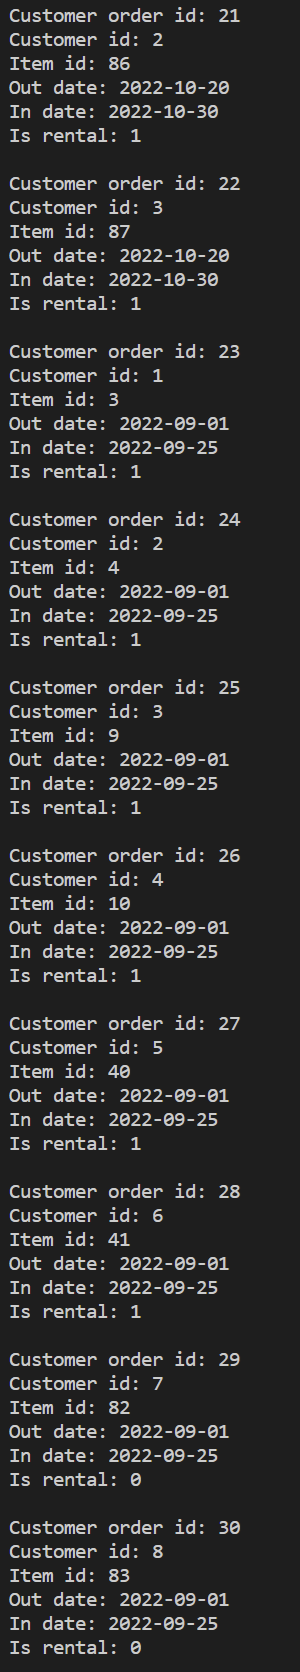 Customer order id: 21
Customer id: 2
Item id: 86
Out date: 2022-10-20
In date: 2022-10-30
Is rental: 1

Customer order id: 22
Customer id: 3
Item id: 87
Out date: 2022-10-20
In date: 2022-10-30
Is rental: 1

Customer order id: 23
Customer id: 1
Item id: 3
Out date: 2022-09-01
In date: 2022-09-25
Is rental: 1

Customer order id: 24
Customer id: 2
Item id: 4
Out date: 2022-09-01
In date: 2022-09-25
Is rental: 1

Customer order id: 25
Customer id: 3
Item id: 9
Out date: 2022-09-01
In date: 2022-09-25
Is rental: 1

Customer order id: 26
Customer id: 4
Item id: 10
Out date: 2022-09-01
In date: 2022-09-25
Is rental: 1

Customer order id: 27
Customer id: 5
Item id: 40
Out date: 2022-09-01
In date: 2022-09-25
Is rental: 1

Customer order id: 28
Customer id: 6
Item id: 41
Out date: 2022-09-01
In date: 2022-09-25
Is rental: 1

Customer order id: 29
Customer id: 7
Item id: 82
Out date: 2022-09-01
In date: 2022-09-25
Is rental: 0

Customer order id: 30
Customer id: 8
Item id: 83
Out date: 2022-09-01
In date: 2022-09-25
Is rental: 0